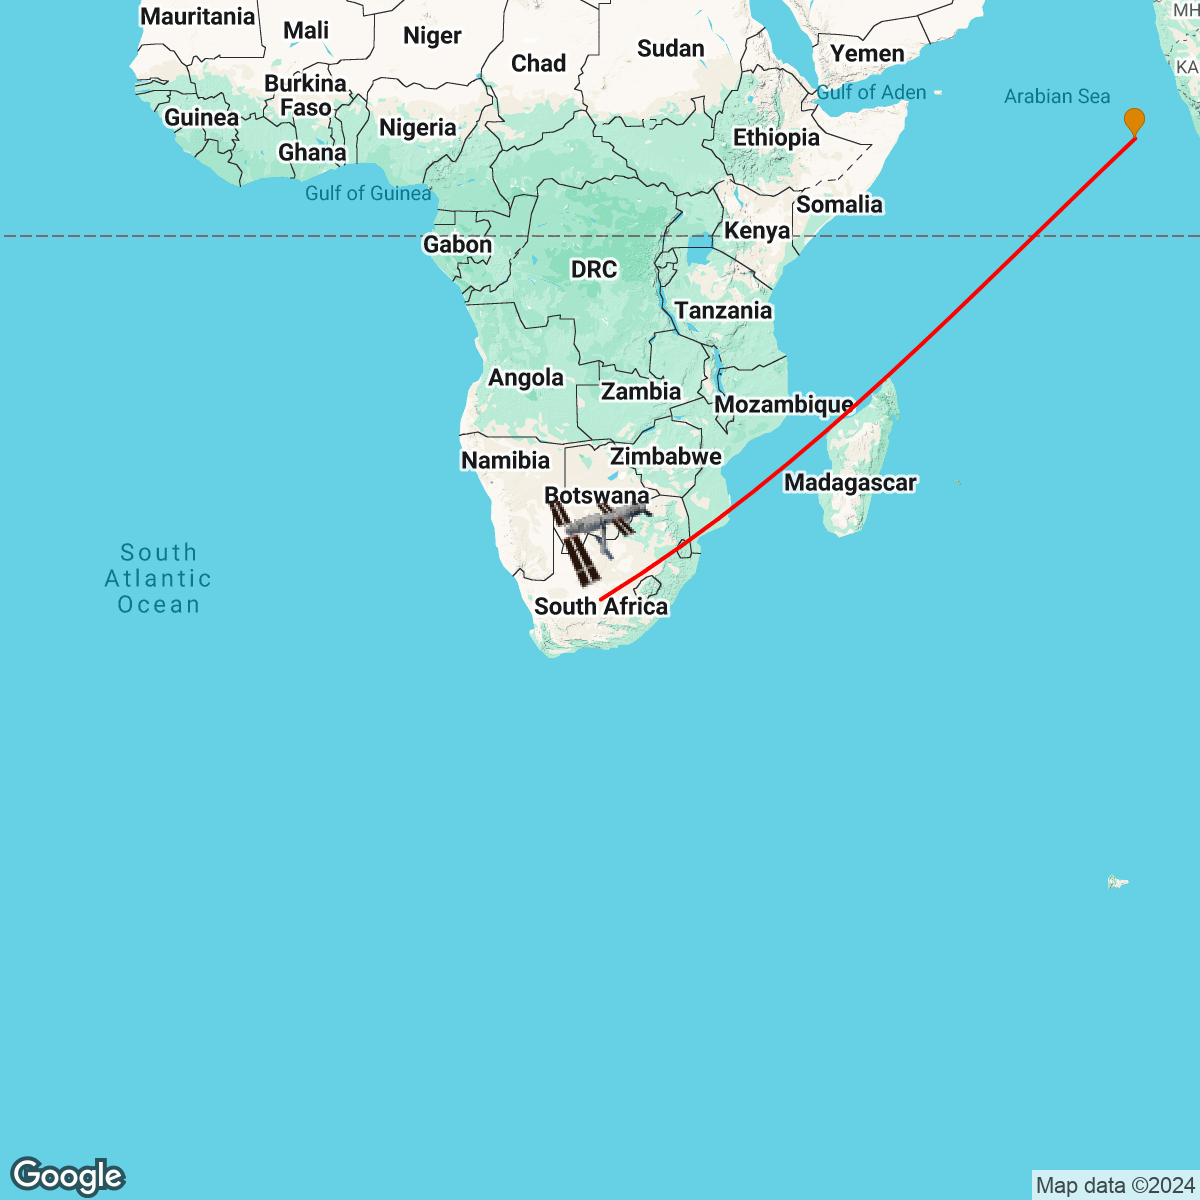 Mauritania
Mali
Niger
Chad
Sudan
Yemen
MH
KA
Burkina
Faso
Guinea
Nigeria
Ghana
Ethiopia
Gulf of Aden
Arabian Sea
Gulf of Guinea
Somalia
Gabon
Kenya
DRC
Tanzania
Angola
Zambia
Mozambique
Namibia
Zimbabwe
Madagascar
Botswana
South
Atlantic
Ocean
South Africa
Google
Map data ©2024